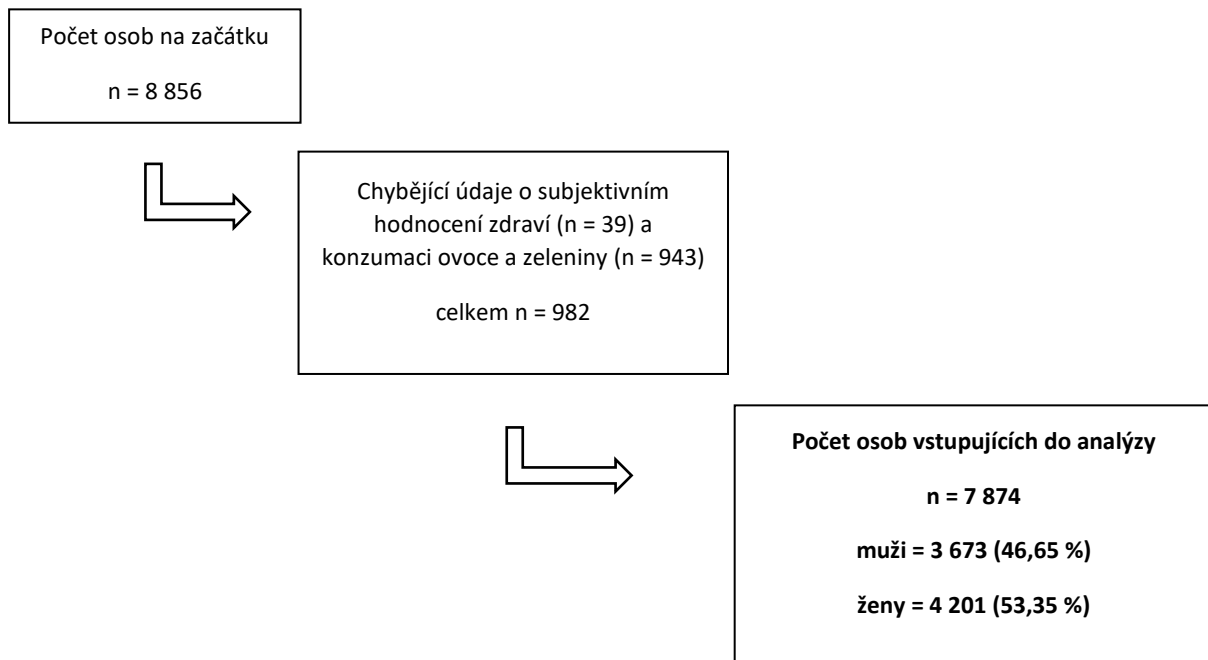 Počet osob na začátku
n = 8 856
Chybějící údaje o subjektivním
hodnocení zdraví (n = 39) a
konzumaci ovoce a zeleniny (n = 943)
celkem n = 982
Počet osob vstupujících do analýzy
n = 7 874
muži = 3 673 (46,65 %)
ženy = 4 201 (53,35 %)